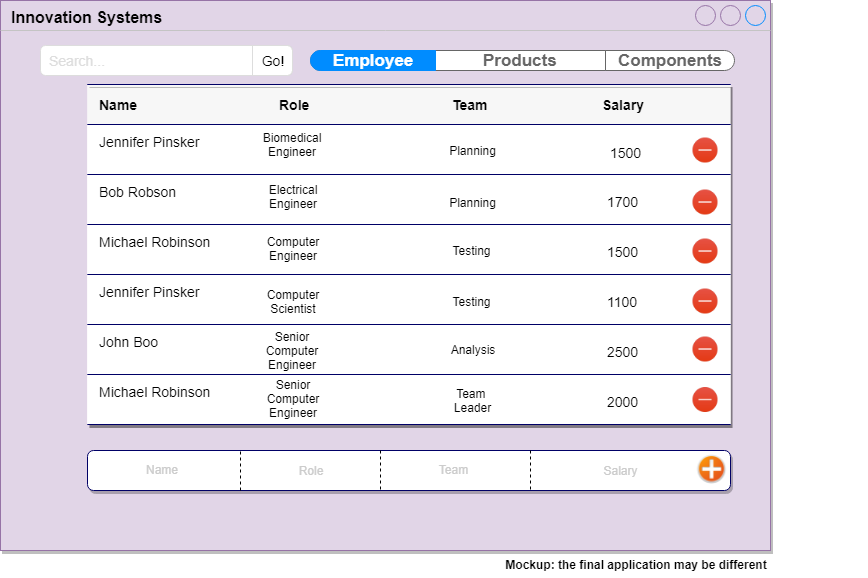 Innovation Systems
Search... Go! Employee Products Components
Name Role Team Salary
Jennifer Pinsker Biomedical Engineer Planning 1500
Bob Robson Electrical Engineer Planning 1700
Michael Robinson Computer Engineer Testing 1500
Jennifer Pinsker Computer Scientist Testing 1100
John Boo Senior Computer Engineer Analysis 2500
Michael Robinson Senior Computer Engineer Team Leader 2000
Name Role Team Salary
Mockup: the final application may be different